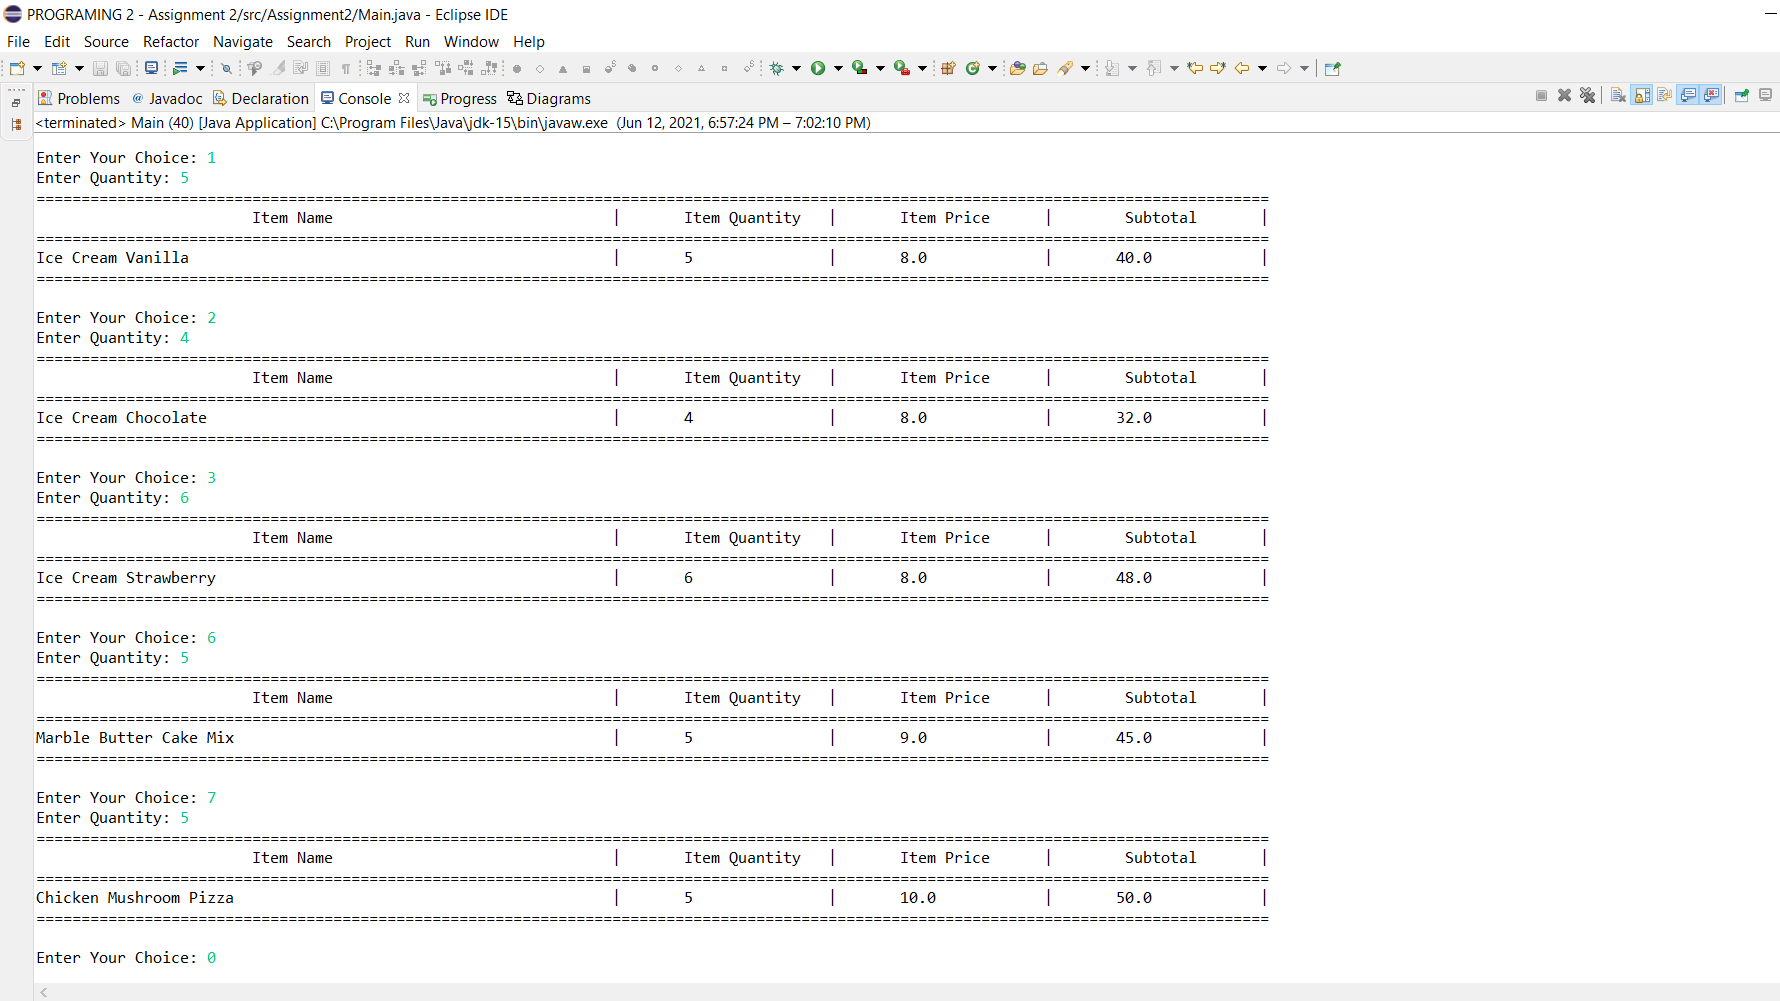 PROGRAMING 2 - Assignment 2/src/Assignment2/Main.java - Eclipse IDE
File Edit Source Refactor Navigate Search Project Run Window Help
Problems @ Javadoc Declaration Console Progress Diagrams
<terminated> Main (40) [Java Application] C:\Program Files\Java\jdk-15\bin\javaw.exe (Jun 12, 2021, 6:57:24 PM – 7:02:10 PM)
Enter Your Choice: 1
Enter Quantity: 5
=========================================================================================================================================
Item Name | Item Quantity | Item Price | Subtotal |
=========================================================================================================================================
Ice Cream Vanilla | 5 | 8.0 | 40.0 |
=========================================================================================================================================
Enter Your Choice: 2
Enter Quantity: 4
=========================================================================================================================================
Item Name | Item Quantity | Item Price | Subtotal |
=========================================================================================================================================
Ice Cream Chocolate | 4 | 8.0 | 32.0 |
=========================================================================================================================================
Enter Your Choice: 3
Enter Quantity: 6
=========================================================================================================================================
Item Name | Item Quantity | Item Price | Subtotal |
=========================================================================================================================================
Ice Cream Strawberry | 6 | 8.0 | 48.0 |
=========================================================================================================================================
Enter Your Choice: 6
Enter Quantity: 5
=========================================================================================================================================
Item Name | Item Quantity | Item Price | Subtotal |
=========================================================================================================================================
Marble Butter Cake Mix | 5 | 9.0 | 45.0 |
=========================================================================================================================================
Enter Your Choice: 7
Enter Quantity: 5
=========================================================================================================================================
Item Name | Item Quantity | Item Price | Subtotal |
=========================================================================================================================================
Chicken Mushroom Pizza | 5 | 10.0 | 50.0 |
=========================================================================================================================================
Enter Your Choice: 0